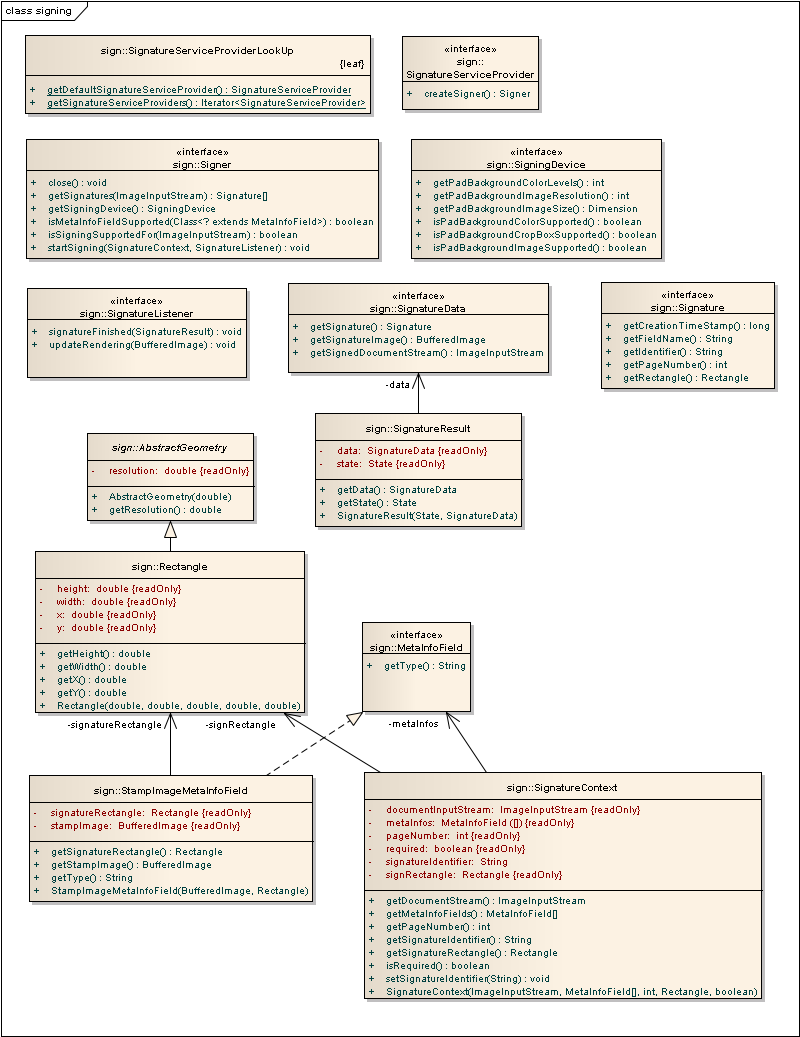 class signing
sign::SignatureServiceProviderLookUp
{leaf}
+ getDefaultSignatureServiceProvider() : SignatureServiceProvider
+ getSignatureServiceProviders() : Iterator<SignatureServiceProvider>
«interface»
sign::
SignatureServiceProvider
+ createSigner() : Signer
«interface»
sign::Signer
+ close() : void
+ getSignatures(ImageInputStream) : Signature[]
+ getSigningDevice() : SigningDevice
+ isMetaInfoFieldSupported(Class<? extends MetaInfoField>) : boolean
+ isSigningSupportedFor(ImageInputStream) : boolean
+ startSigning(SignatureContext, SignatureListener) : void
«interface»
sign::SigningDevice
+ getPadBackgroundColorLevels() : int
+ getPadBackgroundImageResolution() : int
+ getPadBackgroundImageSize() : Dimension
+ isPadBackgroundColorSupported() : boolean
+ isPadBackgroundCropBoxSupported() : boolean
+ isPadBackgroundImageSupported() : boolean
«interface»
sign::SignatureListener
+ signatureFinished(SignatureResult) : void
+ updateRendering(BufferedImage) : void
«interface»
sign::SignatureData
+ getSignature() : Signature
+ getSignatureImage() : BufferedImage
+ getSignedDocumentStream() : ImageInputStream
«interface»
sign::Signature
+ getCreationTimeStamp() : long
+ getFieldName() : String
+ getIdentifier() : String
+ getPageNumber() : int
+ getRectangle() : Rectangle
-data
sign::SignatureResult
- data: SignatureData {readOnly}
- state: State {readOnly}
+ getData() : SignatureData
+ getState() : State
+ SignatureResult(State, SignatureData)
sign::AbstractGeometry
- resolution: double {readOnly}
+ AbstractGeometry(double)
+ getResolution() : double
sign::Rectangle
- height: double {readOnly}
- width: double {readOnly}
- x: double {readOnly}
- y: double {readOnly}
+ getHeight() : double
+ getWidth() : double
+ getX() : double
+ getY() : double
+ Rectangle(double, double, double, double, double)
«interface»
sign::MetaInfoField
+ getType() : String
-signatureRectangle
-signRectangle
-metaInfos
sign::StampImageMetaInfoField
- signatureRectangle: Rectangle {readOnly}
- stampImage: BufferedImage {readOnly}
+ getSignatureRectangle() : Rectangle
+ getStampImage() : BufferedImage
+ getType() : String
+ StampImageMetaInfoField(BufferedImage, Rectangle)
sign::SignatureContext
- documentInputStream: ImageInputStream {readOnly}
- metaInfos: MetaInfoField ([]) {readOnly}
- pageNumber: int {readOnly}
- required: boolean {readOnly}
- signatureIdentifier: String
- signRectangle: Rectangle {readOnly}
+ getDocumentStream() : ImageInputStream
+ getMetaInfoFields() : MetaInfoField[]
+ getPageNumber() : int
+ getSignatureIdentifier() : String
+ getSignatureRectangle() : Rectangle
+ isRequired() : boolean
+ setSignatureIdentifier(String) : void
+ SignatureContext(ImageInputStream, MetaInfoField[], int, Rectangle, boolean)